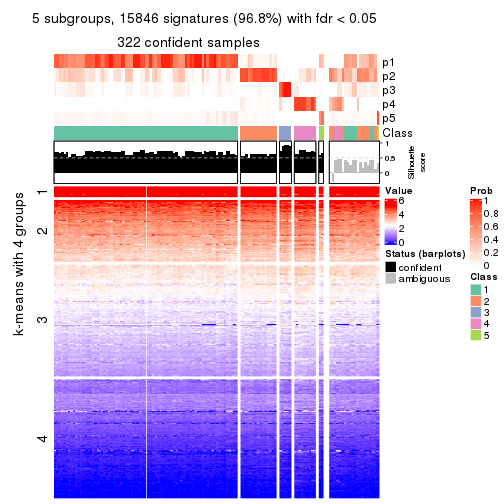 5 subgroups, 15846 signatures (96.8%) with fdr < 0.05
322 confident samples
p1
p2
p3
p4
p5
Class
1
0.5
0
Silhouette
score
k-means with 4 groups
1
2
3
4
Value
6
4
2
0
Status (barplots)
confident
ambiguous
Prob
1
0.8
0.6
0.4
0.2
0
Class
1
2
3
4
5